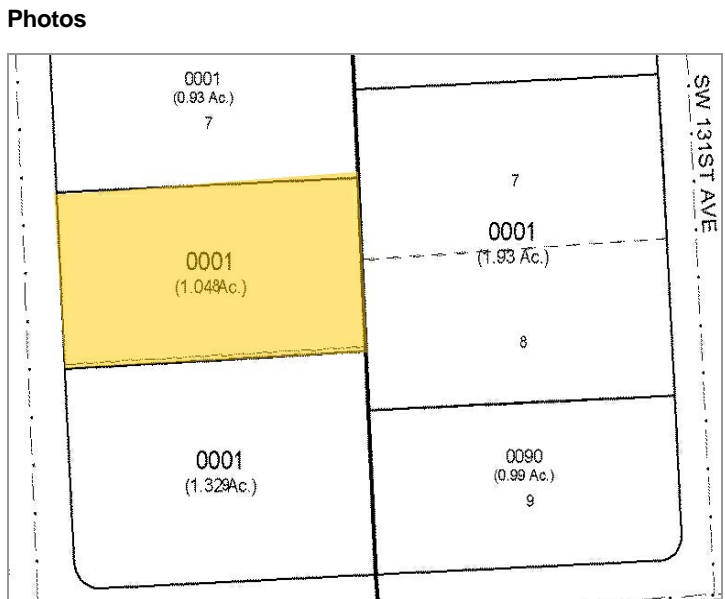 Photos
0001
(0.93 Ac.)
7
SW 131ST AVE
7
0001
(1.93 Ac.)
0001
(1.048Ac.)
8
0001
(1.329Ac.)
0090
(0.99 Ac.)
9